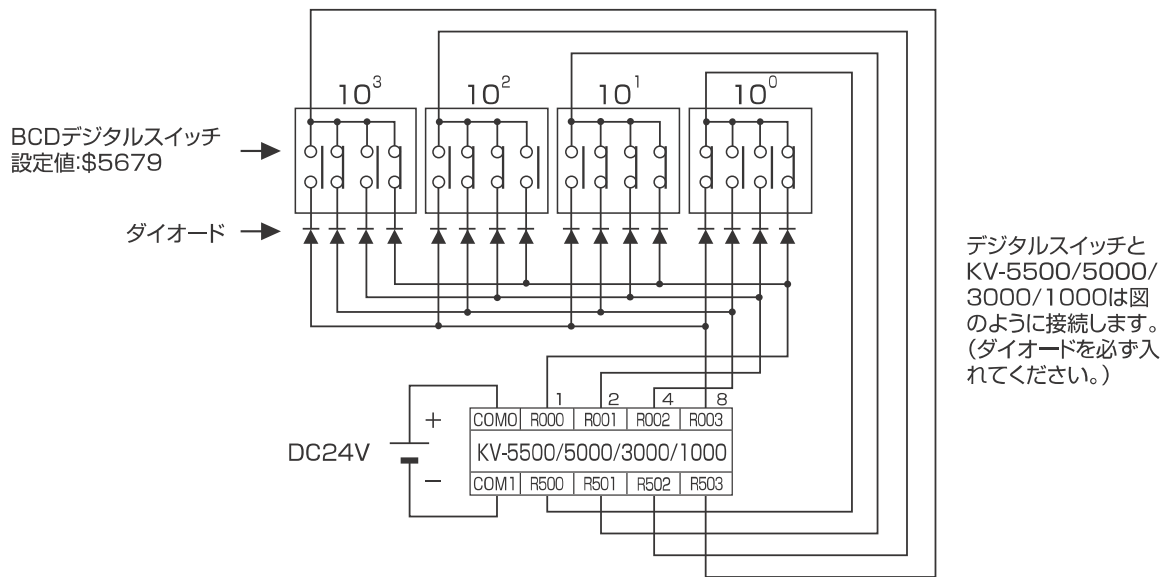 10³ 10² 10¹ 10⁰
BCDデジタルスイッチ
設定値:$5679
ダイオード
デジタルスイッチと
KV-5500/5000/
3000/1000は図
のように接続します。
(ダイオードを必ず入
れてください。)
1 2 4 8
COM0 R000 R001 R002 R003
+
DC24V
KV-5500/5000/3000/1000
−
COM1 R500 R501 R502 R503